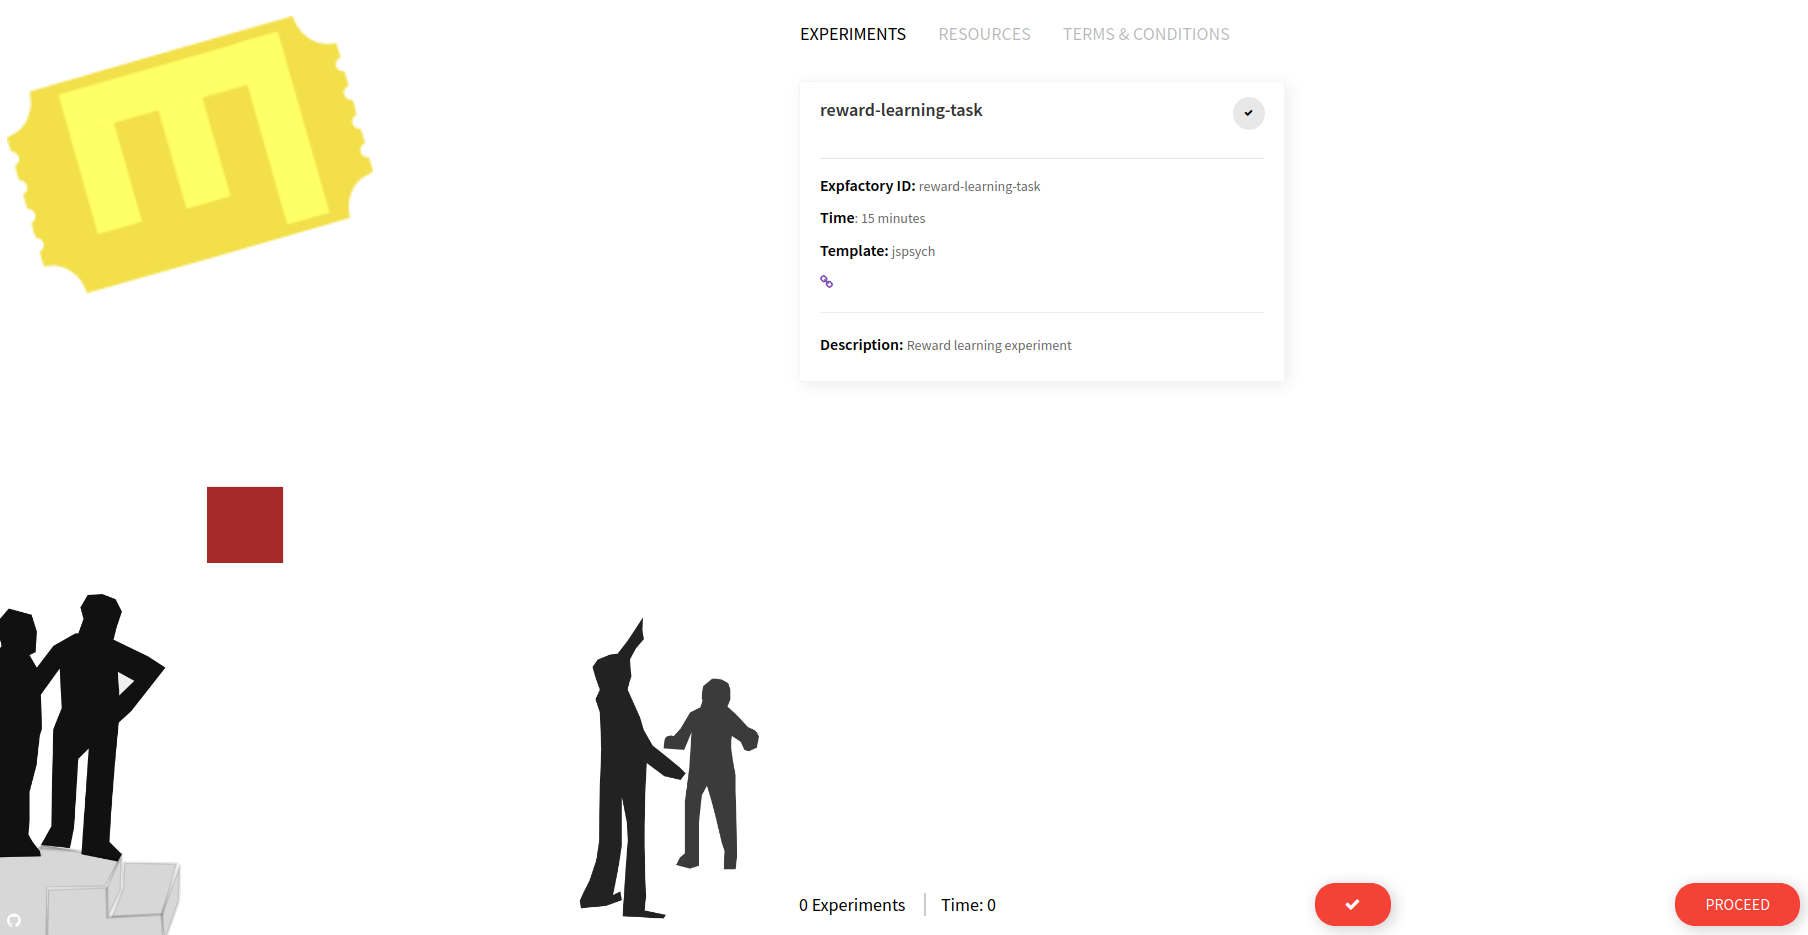 EXPERIMENTS RESOURCES TERMS & CONDITIONS
reward-learning-task
Expfactory ID: reward-learning-task
Time: 15 minutes
Template: jspsych
Description: Reward learning experiment
0 Experiments Time: 0
PROCEED